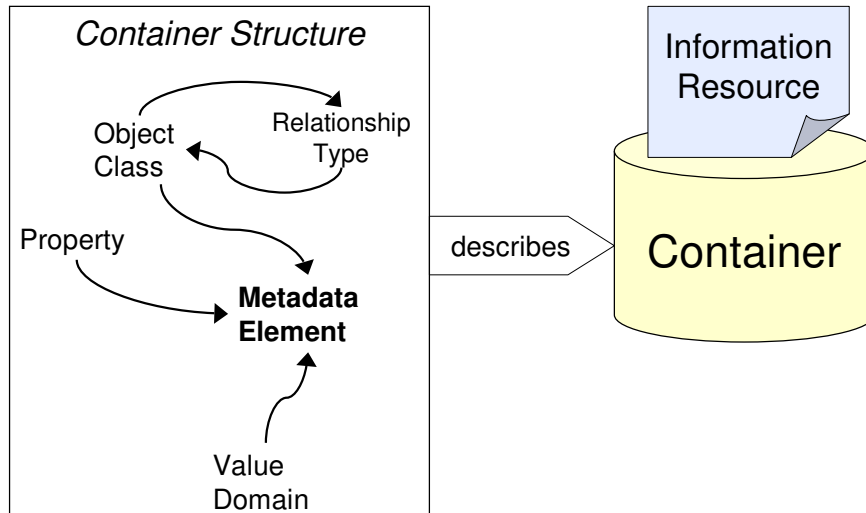 Container Structure
Object
Class
Relationship
Type
Property
Metadata
Element
Value
Domain
describes
Information
Resource
Container